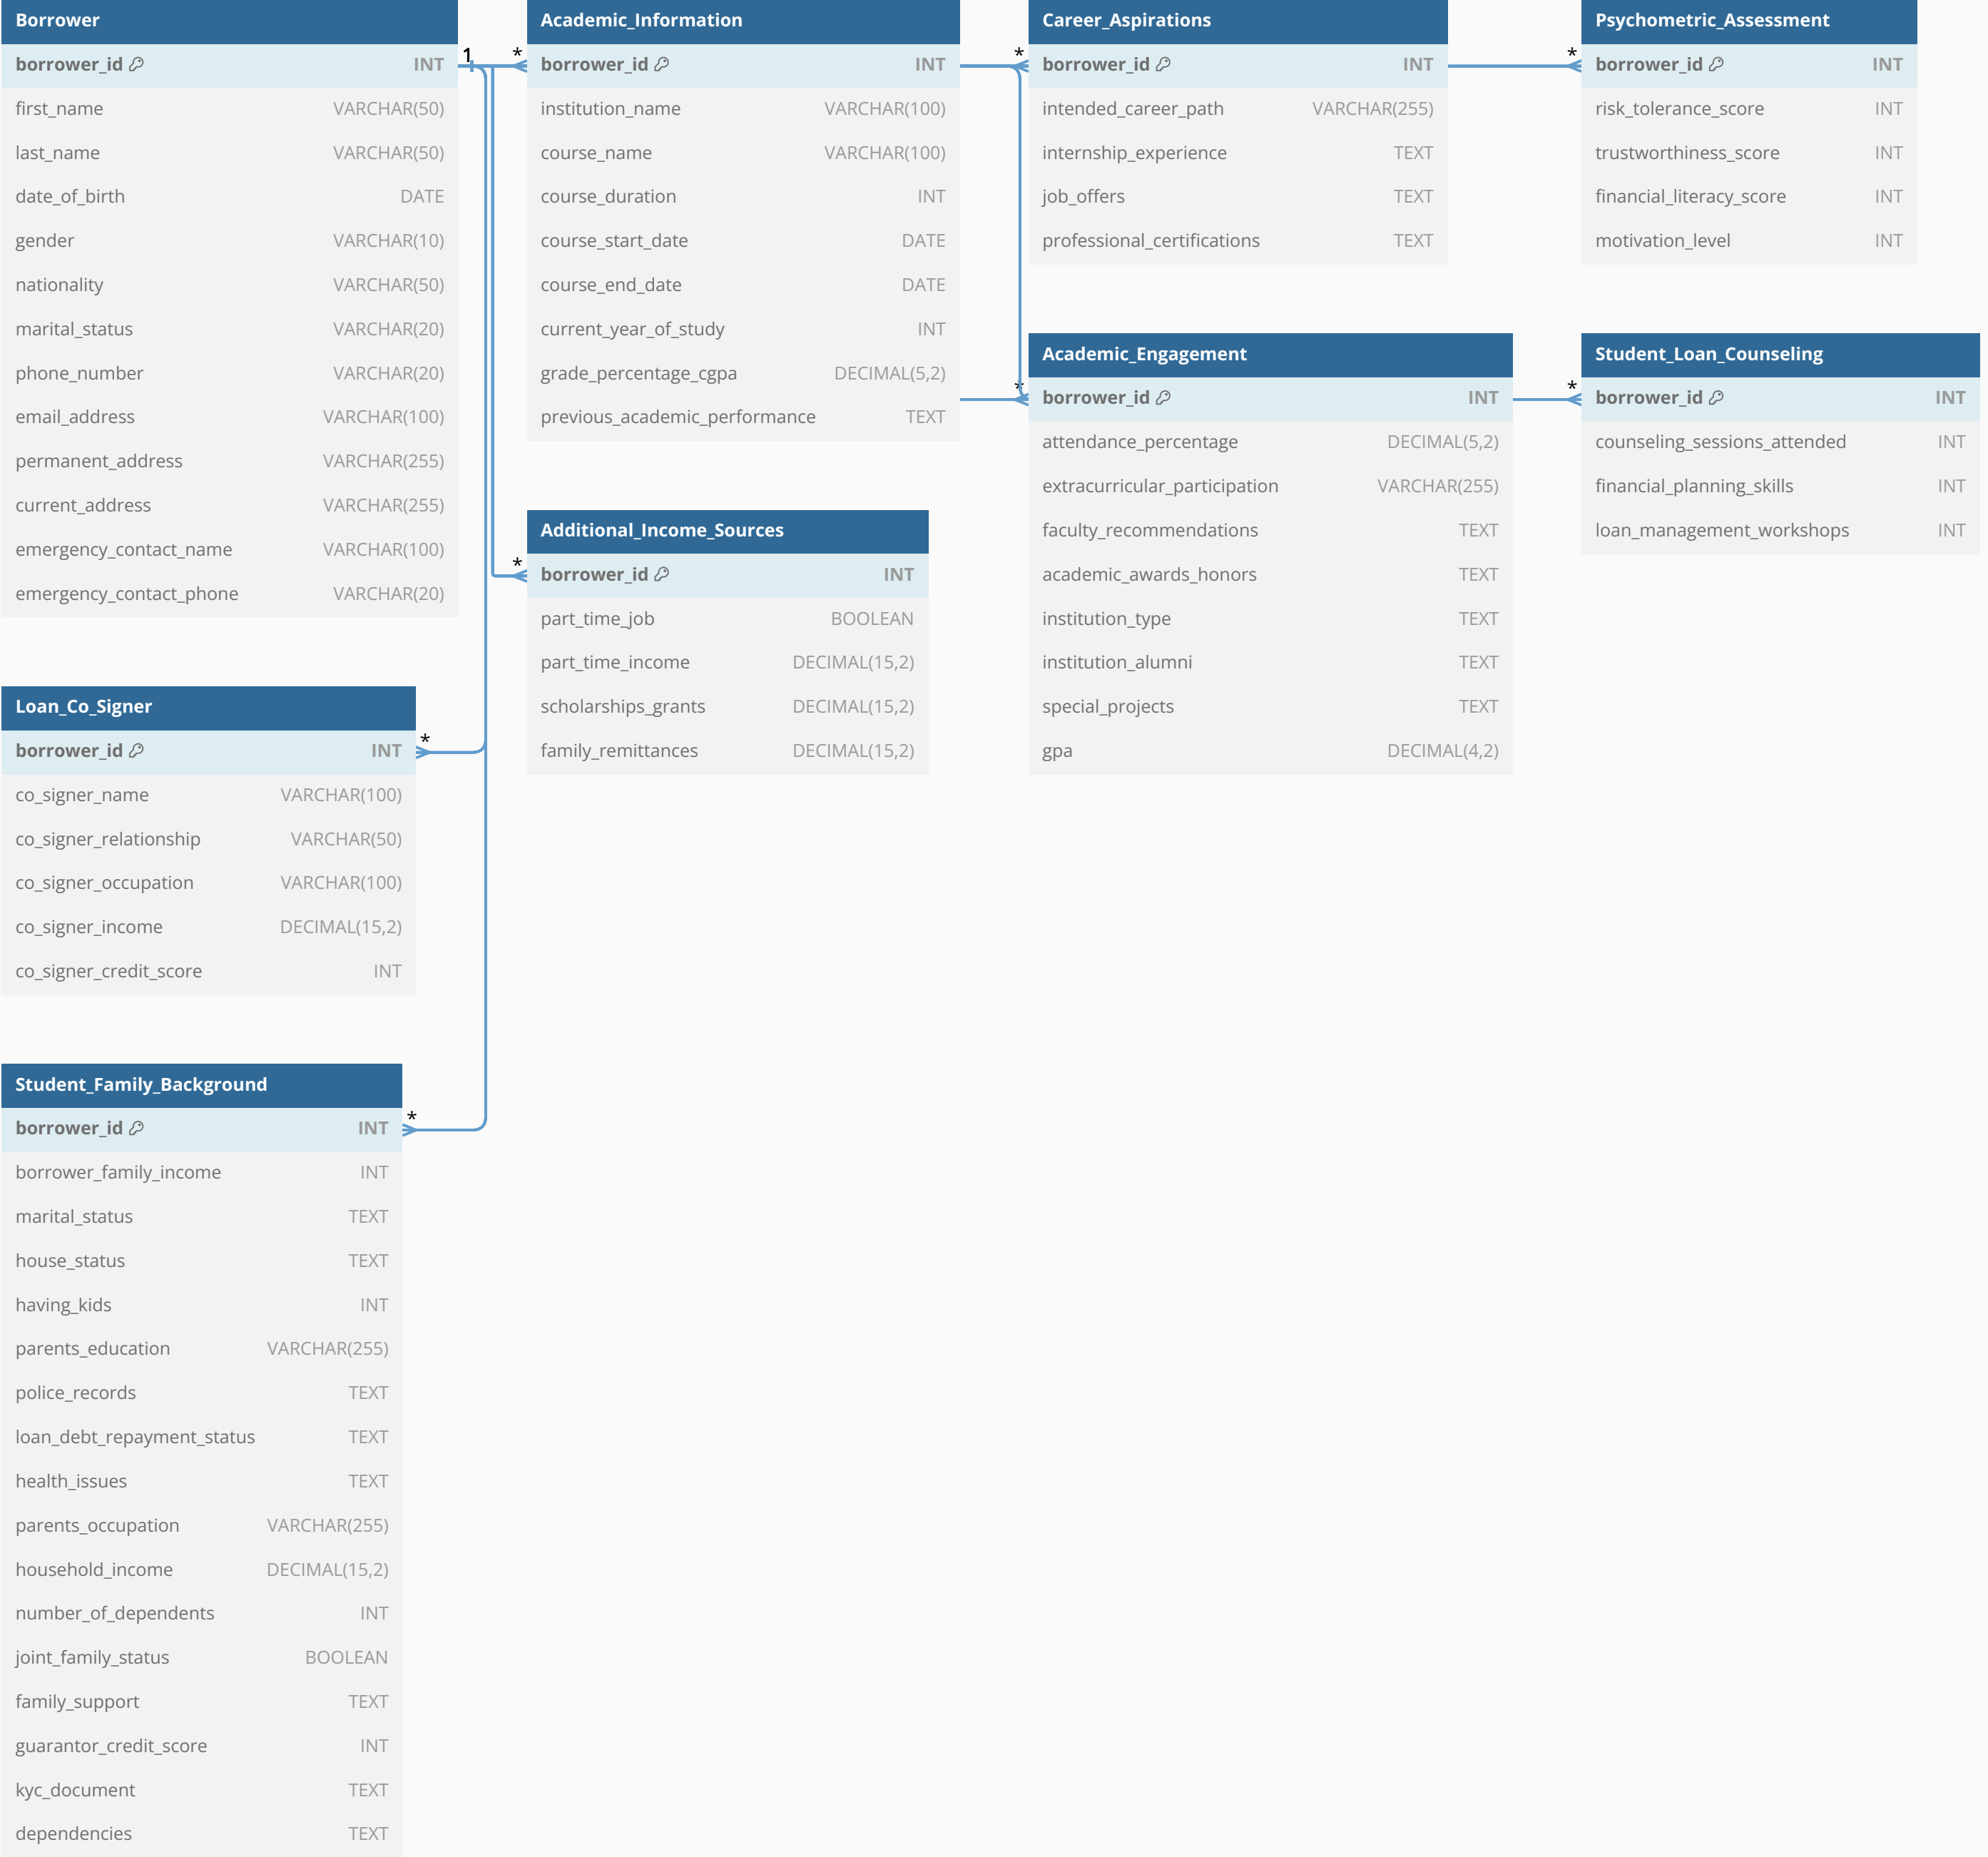 Borrower
1
borrower_id INT
first_name VARCHAR(50)
last_name VARCHAR(50)
date_of_birth DATE
gender VARCHAR(10)
nationality VARCHAR(50)
marital_status VARCHAR(20)
phone_number VARCHAR(20)
email_address VARCHAR(100)
permanent_address VARCHAR(255)
current_address VARCHAR(255)
emergency_contact_name VARCHAR(100)
emergency_contact_phone VARCHAR(20)
Loan_Co_Signer
*
borrower_id INT
co_signer_name VARCHAR(100)
co_signer_relationship VARCHAR(50)
co_signer_occupation VARCHAR(100)
co_signer_income DECIMAL(15,2)
co_signer_credit_score INT
Student_Family_Background
*
borrower_id INT
borrower_family_income INT
marital_status TEXT
house_status TEXT
having_kids INT
parents_education VARCHAR(255)
police_records TEXT
loan_debt_repayment_status TEXT
health_issues TEXT
parents_occupation VARCHAR(255)
household_income DECIMAL(15,2)
number_of_dependents INT
joint_family_status BOOLEAN
family_support TEXT
guarantor_credit_score INT
kyc_document TEXT
dependencies TEXT
Academic_Information
*
borrower_id INT
institution_name VARCHAR(100)
course_name VARCHAR(100)
course_duration INT
course_start_date DATE
course_end_date DATE
current_year_of_study INT
grade_percentage_cgpa DECIMAL(5,2)
previous_academic_performance TEXT
Additional_Income_Sources
*
borrower_id INT
part_time_job BOOLEAN
part_time_income DECIMAL(15,2)
scholarships_grants DECIMAL(15,2)
family_remittances DECIMAL(15,2)
Career_Aspirations
*
borrower_id INT
intended_career_path VARCHAR(255)
internship_experience TEXT
job_offers TEXT
professional_certifications TEXT
Academic_Engagement
*
borrower_id INT
attendance_percentage DECIMAL(5,2)
extracurricular_participation VARCHAR(255)
faculty_recommendations TEXT
academic_awards_honors TEXT
institution_type TEXT
institution_alumni TEXT
special_projects TEXT
gpa DECIMAL(4,2)
Psychometric_Assessment
*
borrower_id INT
risk_tolerance_score INT
trustworthiness_score INT
financial_literacy_score INT
motivation_level INT
Student_Loan_Counseling
*
borrower_id INT
counseling_sessions_attended INT
financial_planning_skills INT
loan_management_workshops INT